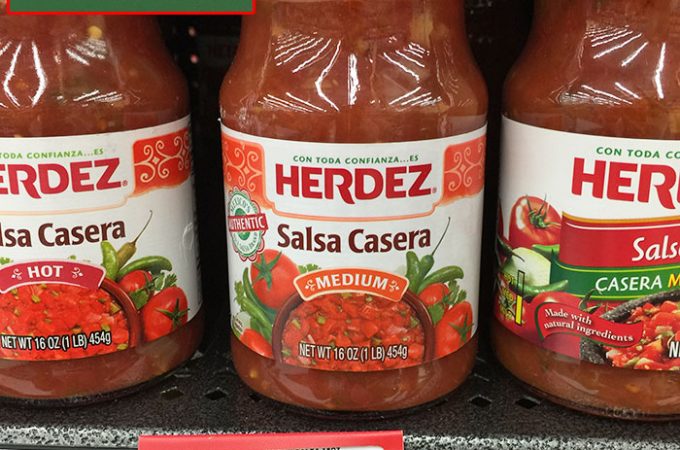 TODA CONFIANZA...ES
ERDEZ
lsa Casera
HOT
NET WT 16 OZ (1 LB) 454g
CON TODA CONFIANZA...ES
HERDEZ®
AUTHENTIC
Salsa Casera
MEDIUM
NET WT 16 OZ (1 LB) 454g
CON TODA CONFIANZA
HER
Sals
CASERA M
Made with
natural ingredients
N